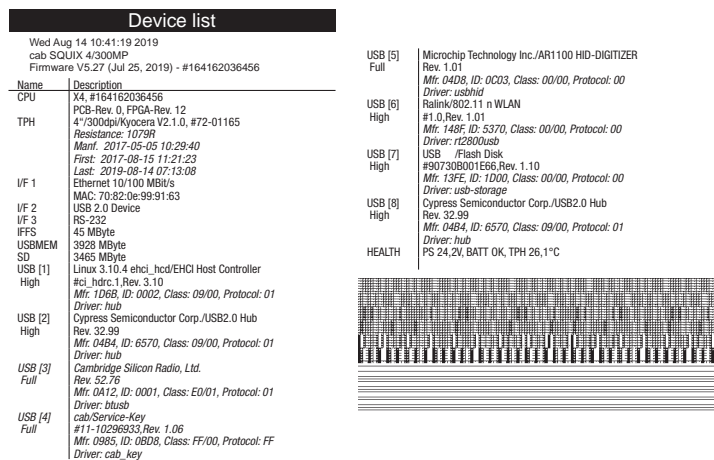 Device list
Wed Aug 14 10:41:19 2019
cab SQUIX 4/300MP
Firmware V5.27 (Jul 25, 2019) - #164162036456
Name Description
CPU X4, #164162036456
PCB-Rev. 0, FPGA-Rev. 12
TPH 4"/300dpi/Kyocera V2.1.0, #72-01165
Resistance: 1079R
Manf. 2017-05-05 10:29:40
First: 2017-08-15 11:21:23
Last: 2019-08-14 07:13:08
I/F 1 Ethernet 10/100 MBit/s
MAC: 70:82:0e:99:91:63
I/F 2 USB 2.0 Device
I/F 3 RS-232
IFFS 45 MByte
USBMEM 3928 MByte
SD 3465 MByte
USB [1] Linux 3.10.4 ehci_hcd/EHCI Host Controller
High #ci_hdrc.1,Rev. 3.10
Mfr. 1D6B, ID: 0002, Class: 09/00, Protocol: 01
Driver: hub
USB [2] Cypress Semiconductor Corp./USB2.0 Hub
High Rev. 32.99
Mfr. 04B4, ID: 6570, Class: 09/00, Protocol: 01
Driver: hub
USB [3] Cambridge Silicon Radio, Ltd.
Full Rev. 52.76
Mfr. 0A12, ID: 0001, Class: E0/01, Protocol: 01
Driver: btusb
USB [4] cab/Service-Key
Full #11-10296933,Rev. 1.06
Mfr. 0985, ID: 0BD8, Class: FF/00, Protocol: FF
Driver: cab_key
USB [5] Microchip Technology Inc./AR1100 HID-DIGITIZER
Full Rev. 1.01
Mfr. 04D8, ID: 0C03, Class: 00/00, Protocol: 00
Driver: usbhid
USB [6] Ralink/802.11 n WLAN
High #1.0,Rev. 1.01
Mfr. 148F, ID: 5370, Class: 00/00, Protocol: 00
Driver: rt2800usb
USB [7] USB /Flash Disk
High #90730B001E66,Rev. 1.10
Mfr. 13FE, ID: 1D00, Class: 00/00, Protocol: 00
Driver: usb-storage
USB [8] Cypress Semiconductor Corp./USB2.0 Hub
High Rev. 32.99
Mfr. 04B4, ID: 6570, Class: 09/00, Protocol: 01
Driver: hub
HEALTH PS 24,2V, BATT OK, TPH 26,1°C